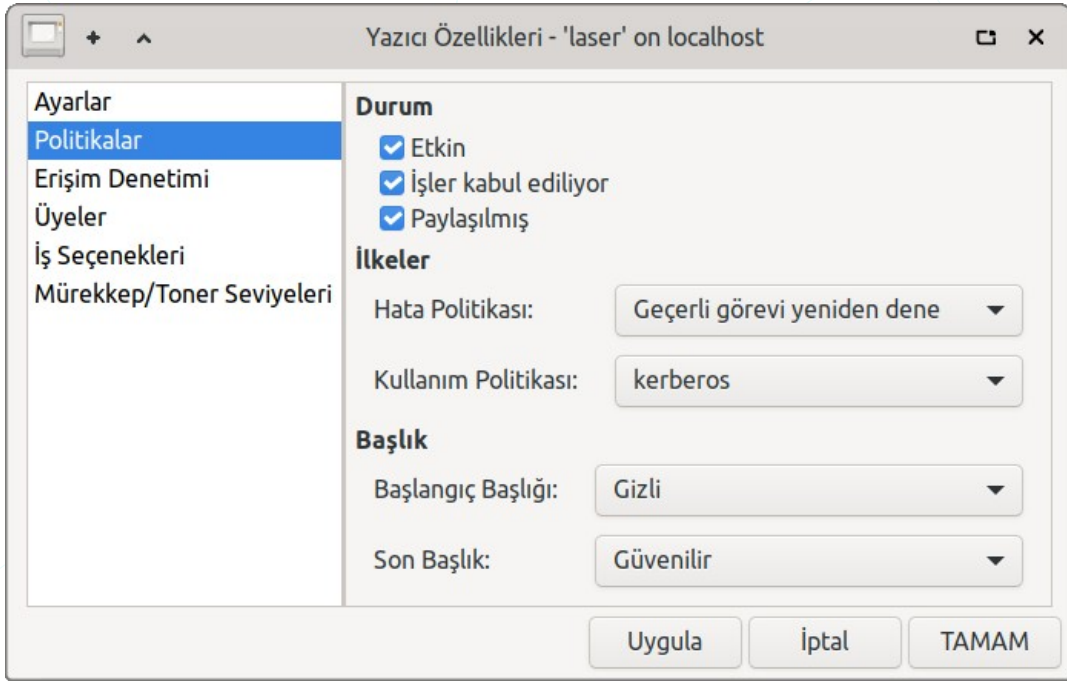 Yazıcı Özellikleri - 'laser' on localhost
Ayarlar
Politikalar
Erişim Denetimi
Üyeler
İş Seçenekleri
Mürekkep/Toner Seviyeleri
Durum
Etkin
İşler kabul ediliyor
Paylaşılmış
İlkeler
Hata Politikası: Geçerli görevi yeniden dene
Kullanım Politikası: kerberos
Başlık
Başlangıç Başlığı: Gizli
Son Başlık: Güvenilir
Uygula İptal TAMAM